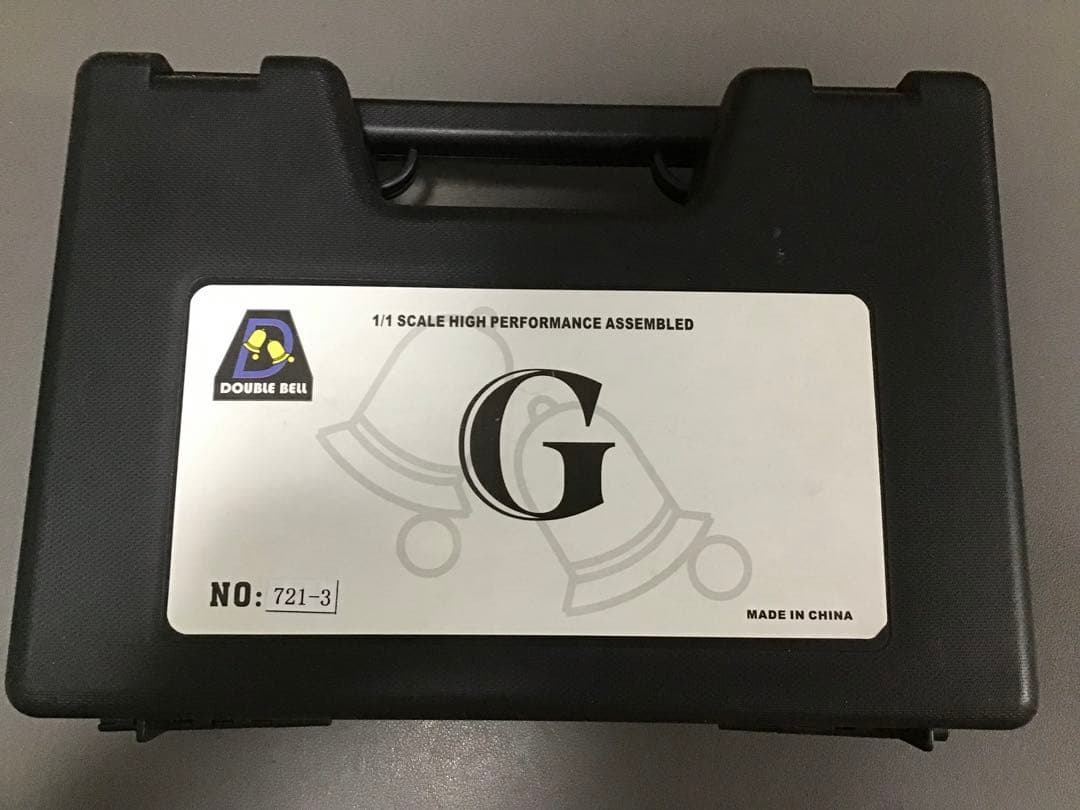 1/1 SCALE HIGH PERFORMANCE ASSEMBLED
DOUBLE BELL
G
NO: 721-3
MADE IN CHINA